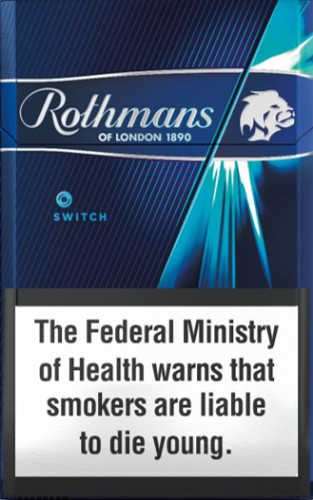 Rothmans
OF LONDON 1890
SWITCH
The Federal Ministry
of Health warns that
smokers are liable
to die young.